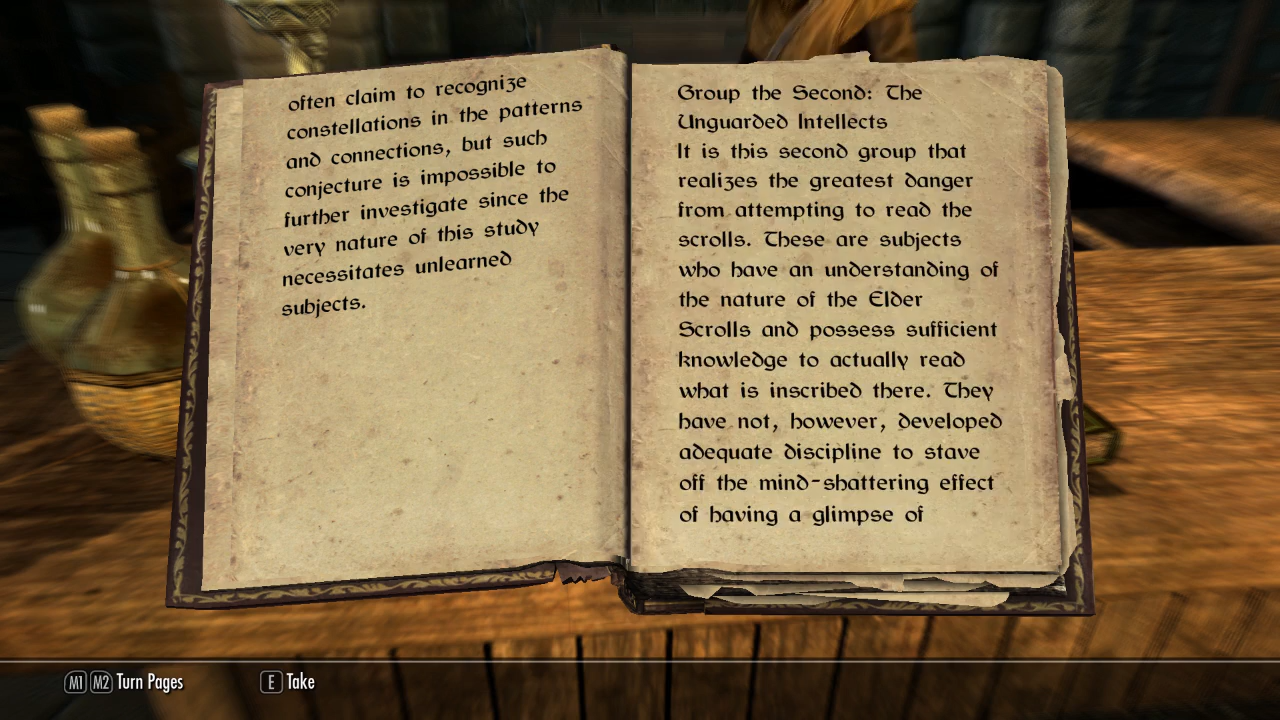 often claim to recognize
constellations in the patterns
and connections, but such
conjecture is impossible to
further investigate since the
very nature of this study
necessitates unlearned
subjects.
Group the Second: The
Unguarded Intellects
It is this second group that
realizes the greatest danger
from attempting to read the
scrolls. These are subjects
who have an understanding of
the nature of the Elder
Scrolls and possess sufficient
knowledge to actually read
what is inscribed there. They
have not, however, developed
adequate discipline to stave
off the mind-shattering effect
of having a glimpse of
M1 M2 Turn Pages
E Take